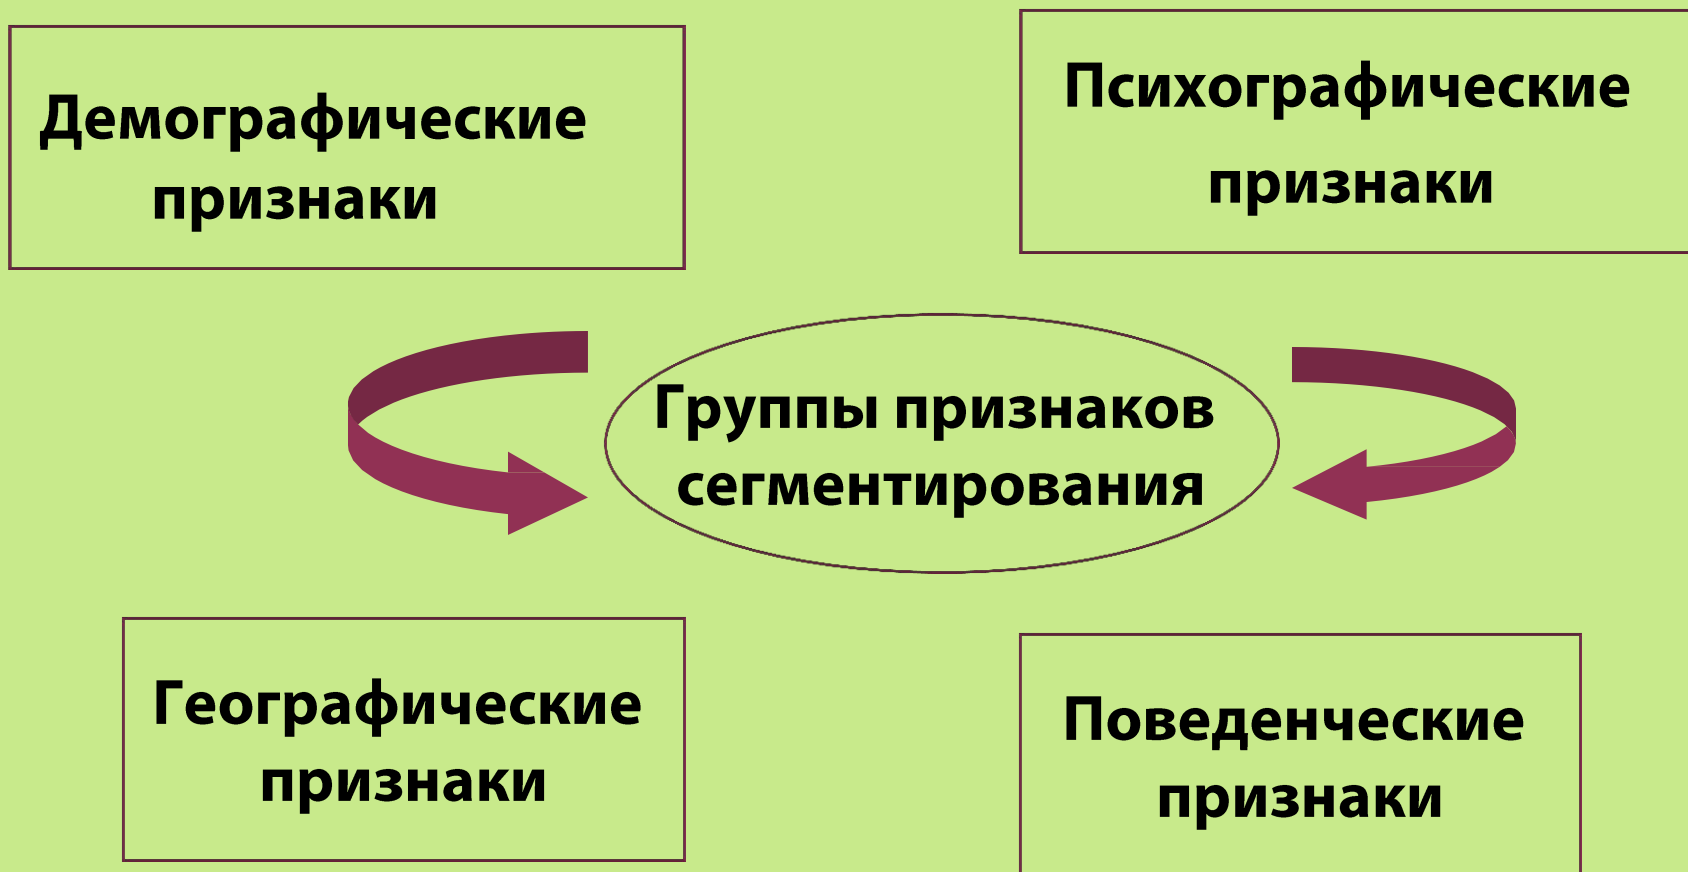 Демографические
признаки
Психографические
признаки
Группы признаков
сегментирования
Географические
признаки
Поведенческие
признаки